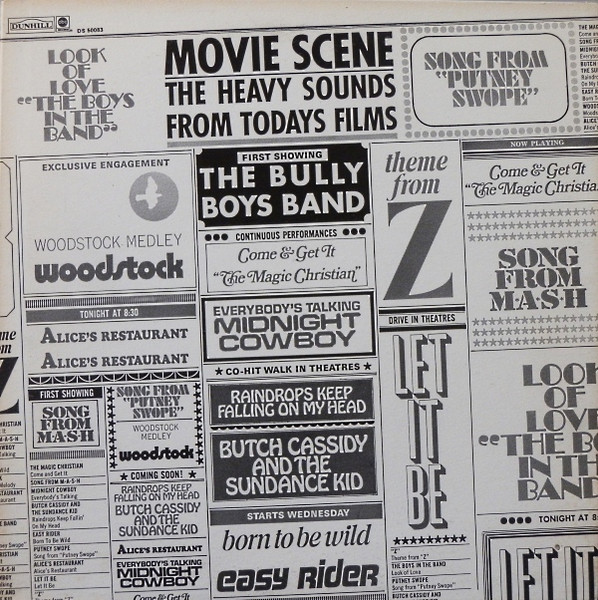 DUNHILL abc DS 50083
LOOK
OF
LOVE
"THE BOYS
IN THE
BAND"
MOVIE SCENE
THE HEAVY SOUNDS
FROM TODAYS FILMS
SONG FROM
"PUTNEY
SWOPE"
EXCLUSIVE ENGAGEMENT
WOODSTOCK MEDLEY
woodstock
TONIGHT AT 8:30
ALICE'S RESTAURANT
ALICE'S RESTAURANT
FIRST SHOWING
SONG
FROM
M·A·S·H
SONG FROM
"PUTNEY
SWOPE"
WOODSTOCK
MEDLEY
woodstock
THE MAGIC CHRISTIAN
Come and Get It
SONG FROM M-A-S-H
MIDNIGHT COWBOY
Everybody's Talking
BUTCH CASSIDY AND
THE SUNDANCE KID
Raindrops Keep Fallin'
On My Head
EASY RIDER
Born To Be Wild
PUTNEY SWOPE
Song from "Putney Swope"
ALICE'S RESTAURANT
Alice's Restaurant
LET IT BE
Let It Be
"Z"
COMING SOON!
RAINDROPS KEEP
FALLING ON MY HEAD
BUTCH CASSIDY
AND THE
SUNDANCE KID
ALICE'S RESTAURANT
EVERYBODY'S TALKING
MIDNIGHT
COWBOY
Come & Get It
FIRST SHOWING
THE BULLY
BOYS BAND
CONTINUOUS PERFORMANCES
Come & Get It
"The Magic Christian"
EVERYBODY'S TALKING
MIDNIGHT
COWBOY
★ CO-HIT WALK IN THEATRES ★
RAINDROPS KEEP
FALLING ON MY HEAD
BUTCH CASSIDY
AND THE
SUNDANCE KID
STARTS WEDNESDAY
born to be wild
easy rider
theme
from
Z
DRIVE IN THEATRES
LET
IT
BE
"Z"
Theme from "Z"
THE BOYS IN THE BAND
Look of Love
PUTNEY SWOPE
Song from "Putney Swope"
BUTCH CASSIDY AND
NOW PLAYING
Come & Get It
"The Magic Christia
SONG
FROM
M·A·S·H
LOOK
OF
LOVE
"THE BO
IN TH
BAND
TONIGHT AT 8:
LET IT